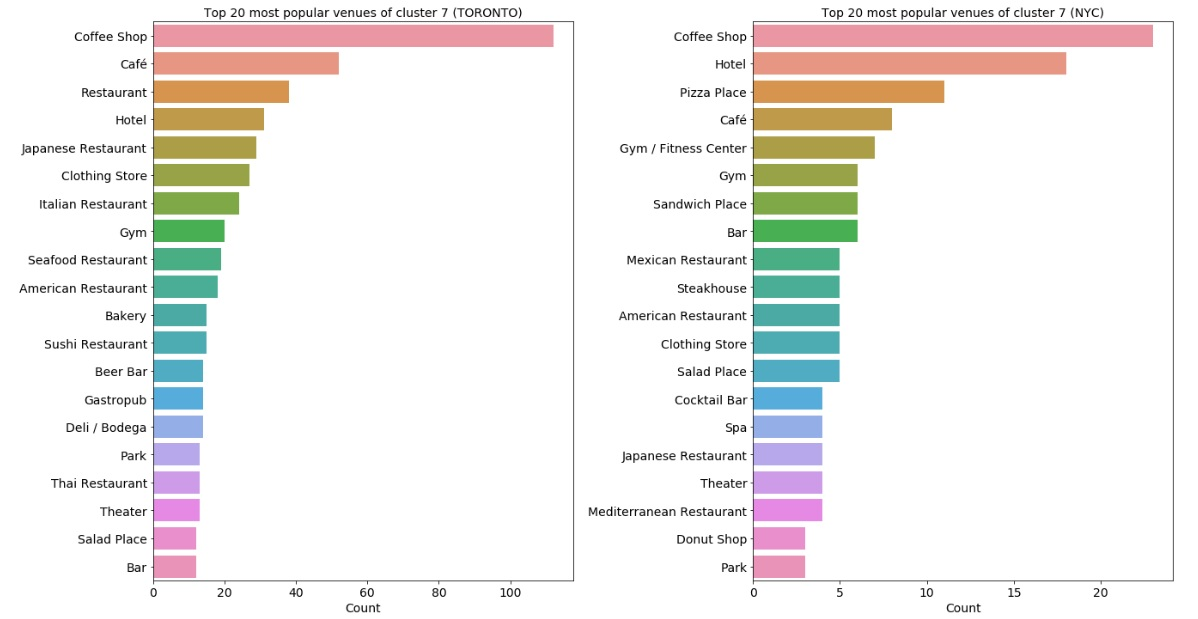 Top 20 most popular venues of cluster 7 (TORONTO)
Coffee Shop
Café
Restaurant
Hotel
Japanese Restaurant
Clothing Store
Italian Restaurant
Gym
Seafood Restaurant
American Restaurant
Bakery
Sushi Restaurant
Beer Bar
Gastropub
Deli / Bodega
Park
Thai Restaurant
Theater
Salad Place
Bar
0 20 40 60 80 100
Count
Top 20 most popular venues of cluster 7 (NYC)
Coffee Shop
Hotel
Pizza Place
Café
Gym / Fitness Center
Gym
Sandwich Place
Bar
Mexican Restaurant
Steakhouse
American Restaurant
Clothing Store
Salad Place
Cocktail Bar
Spa
Japanese Restaurant
Theater
Mediterranean Restaurant
Donut Shop
Park
0 5 10 15 20
Count